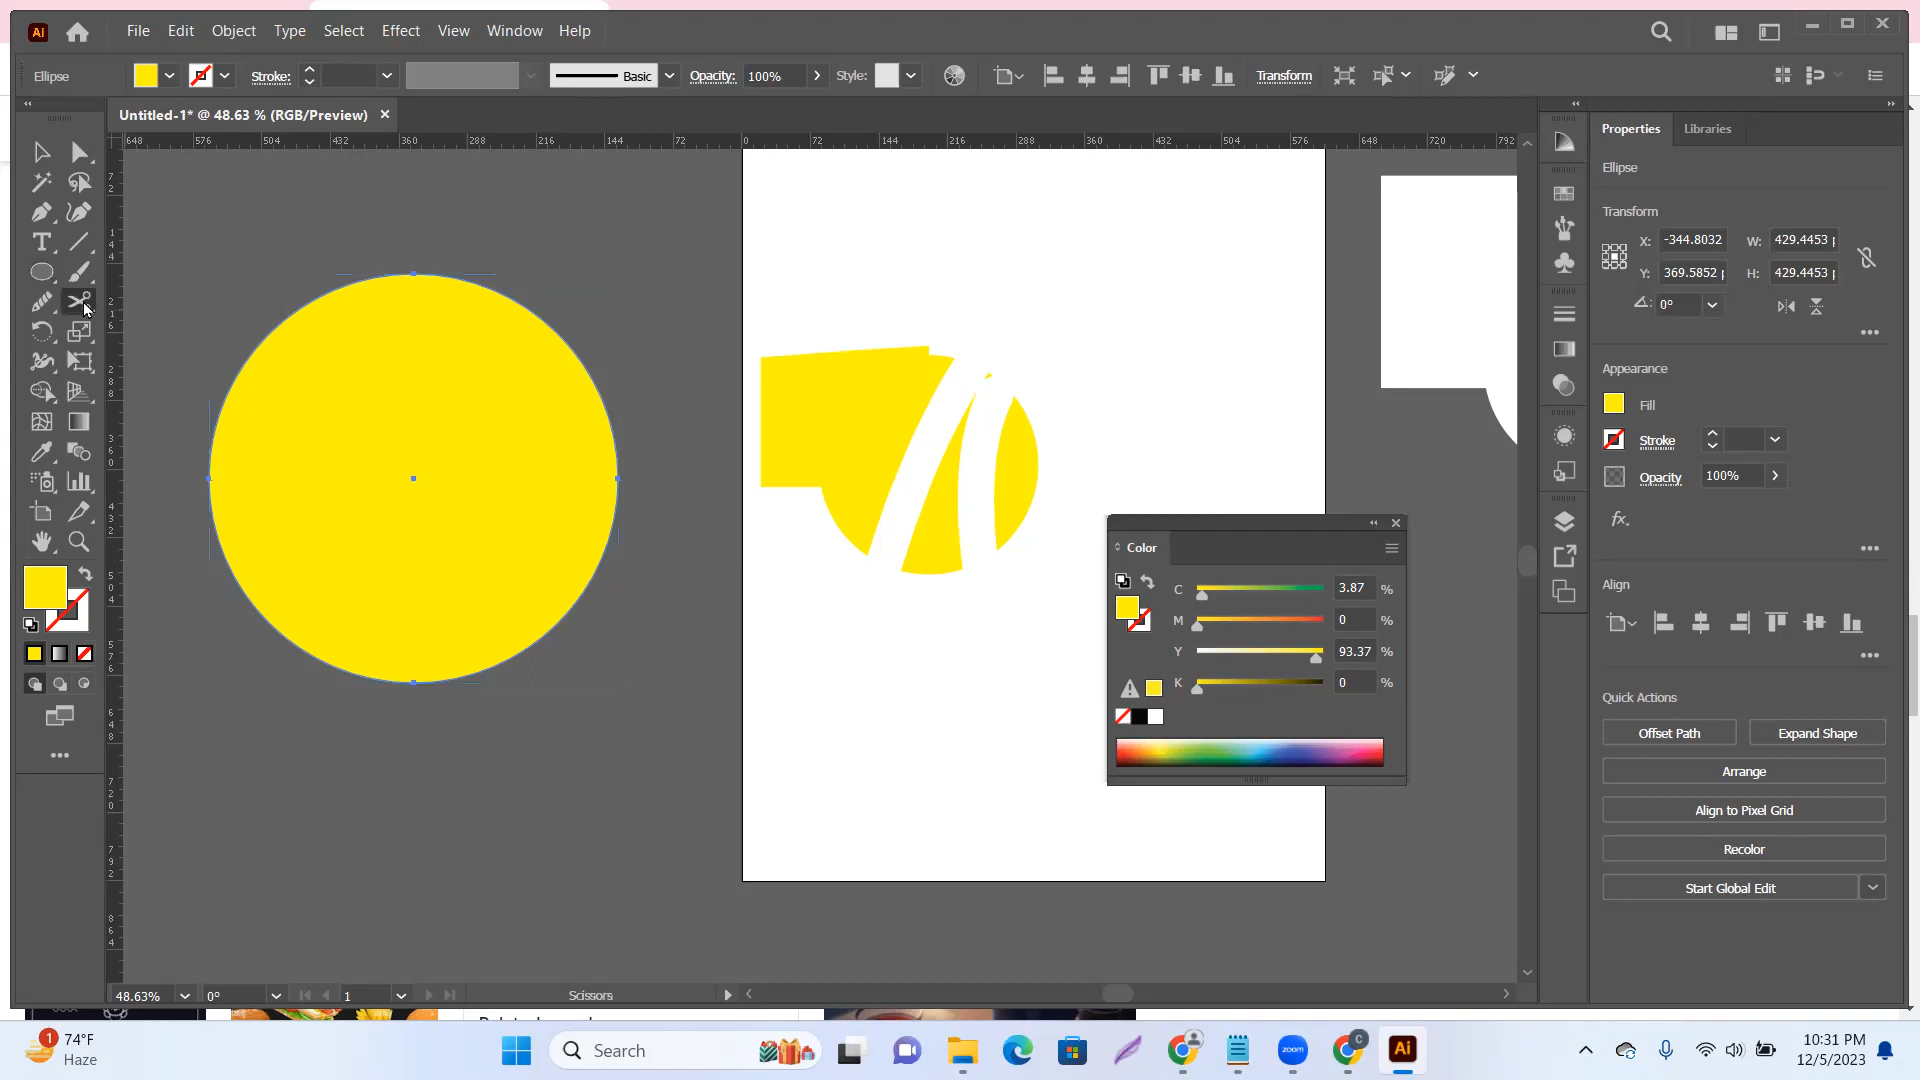 Ai File Edit Object Type Select Effect View Window Help
Ellipse Stroke: Basic Opacity: 100% Style: Transform
Untitled-1* @ 48.63 % (RGB/Preview)
648 576 504 432 360 288 216 144 72 0 72 144 216 288 360 432 504 576 648 720 792
Properties Libraries
Ellipse
Transform
X: -344.8032 W: 429.4453
Y: 369.5852 H: 429.4453
0°
Appearance
Fill
Stroke
Opacity 100%
fx
Align
Quick Actions
Offset Path Expand Shape
Arrange
Align to Pixel Grid
Recolor
Start Global Edit
Color
C 3.87 %
M 0 %
Y 93.37 %
K 0 %
48.63% 0° 1 Scissors
1 74°F
Haze
Search
zoom
C
Ai
10:31 PM
12/5/2023